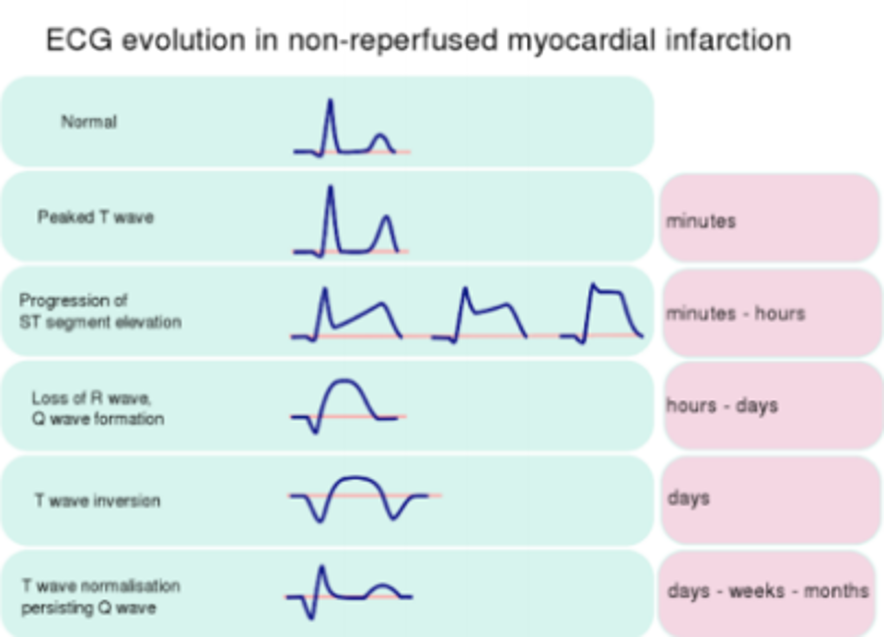 ECG evolution in non-reperfused myocardial infarction
Normal
Peaked T wave
minutes
Progression of
ST segment elevation
minutes - hours
Loss of R wave,
Q wave formation
hours - days
T wave inversion
days
T wave normalisation
persisting Q wave
days - weeks - months